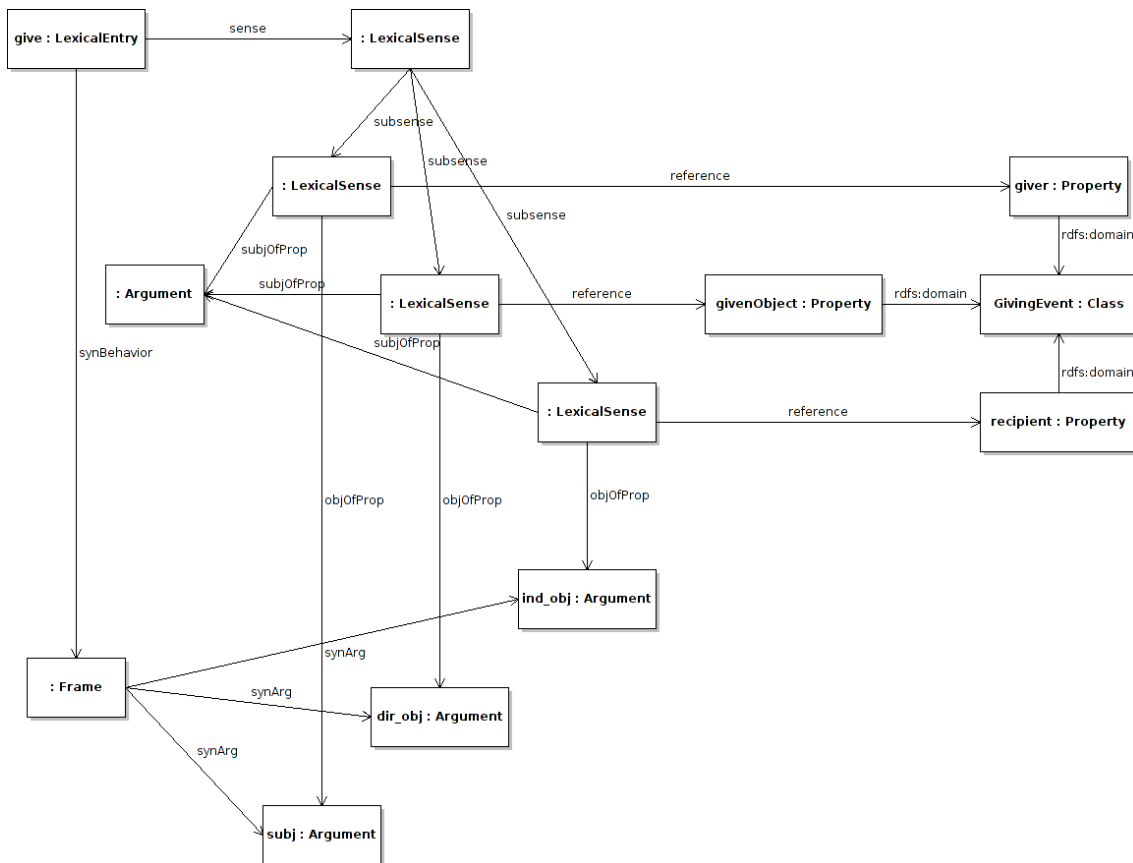 give : LexicalEntry
sense
: LexicalSense
subsense
subsense
: LexicalSense
reference
giver : Property
subsense
subjOfProp
rdfs:domain
: Argument
subjOfProp
: LexicalSense
reference
givenObject : Property
rdfs:domain
GivingEvent : Class
synBehavior
subjOfProp
rdfs:domain
: LexicalSense
reference
recipient : Property
objOfProp
objOfProp
objOfProp
ind_obj : Argument
synArg
: Frame
synArg
dir_obj : Argument
synArg
subj : Argument